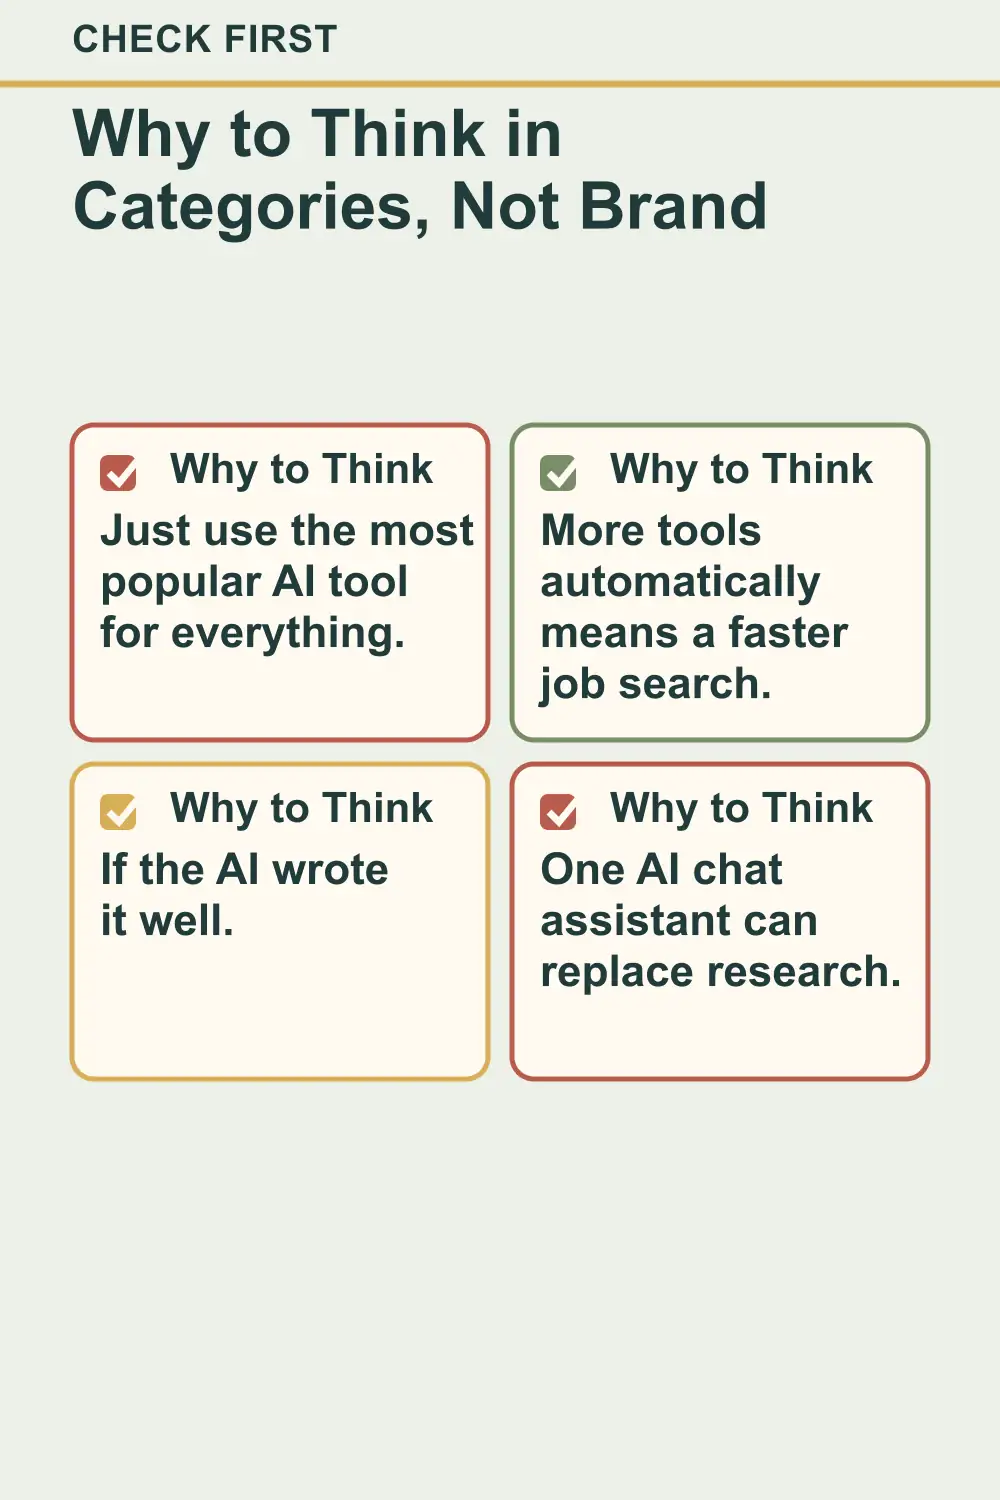 CHECK FIRST
Why to Think in
Categories, Not Brand
Why to Think
Just use the most
popular AI tool
for everything.
Why to Think
More tools
automatically
means a faster
job search.
Why to Think
If the AI wrote
it well.
Why to Think
One AI chat
assistant can
replace research.